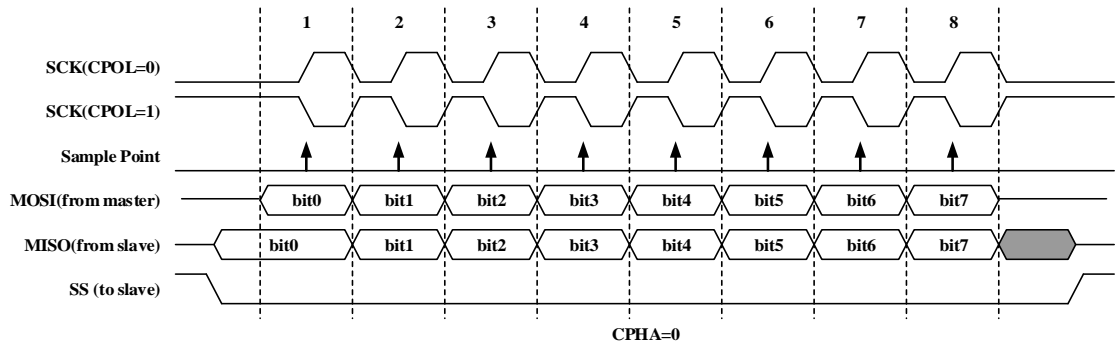 1 2 3 4 5 6 7 8
SCK(CPOL=0)
SCK(CPOL=1)
Sample Point
MOSI(from master) bit0 bit1 bit2 bit3 bit4 bit5 bit6 bit7
MISO(from slave) bit0 bit1 bit2 bit3 bit4 bit5 bit6 bit7
SS (to slave)
CPHA=0